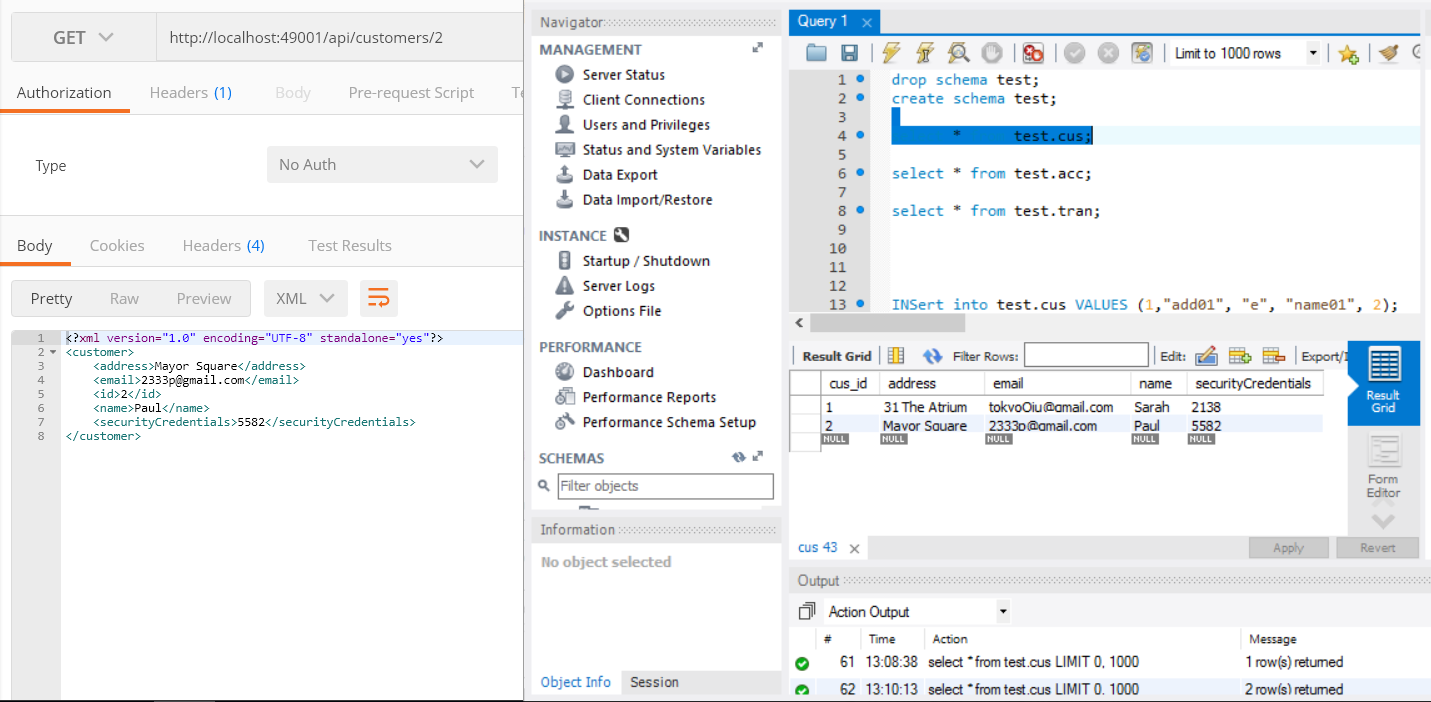 GET
http://localhost:49001/api/customers/2
Authorization
Headers (1)
Body
Pre-request Script
Type
No Auth
Body
Cookies
Headers (4)
Test Results
Pretty
Raw
Preview
XML
1 <?xml version="1.0" encoding="UTF-8" standalone="yes"?>
2 <customer>
3 <address>Mayor Square</address>
4 <email>2333p@gmail.com</email>
5 <id>2</id>
6 <name>Paul</name>
7 <securityCredentials>5582</securityCredentials>
8 </customer>
Navigator
MANAGEMENT
Server Status
Client Connections
Users and Privileges
Status and System Variables
Data Export
Data Import/Restore
INSTANCE
Startup / Shutdown
Server Logs
Options File
PERFORMANCE
Dashboard
Performance Reports
Performance Schema Setup
SCHEMAS
Filter objects
Information
No object selected
Object Info
Session
Query 1
Limit to 1000 rows
1 drop schema test;
2 create schema test;
3
4 * test.cus;
5
6 select * from test.acc;
7
8 select * from test.tran;
9
10
11
12
13 INSert into test.cus VALUES (1,"add01", "e", "name01", 2);
Result Grid
Filter Rows:
Edit:
Export/I
cus_id address email name securityCredentials
1 31 The Atrium tokyoOiu@gmail.com Sarah 2138
2 Mayor Square 2333p@gmail.com Paul 5582
NULL NULL NULL NULL NULL
Result Grid
Form Editor
cus 43
Apply
Revert
Output
Action Output
# Time Action Message
61 13:08:38 select * from test.cus LIMIT 0, 1000 1 row(s) returned
62 13:10:13 select * from test.cus LIMIT 0, 1000 2 row(s) returned